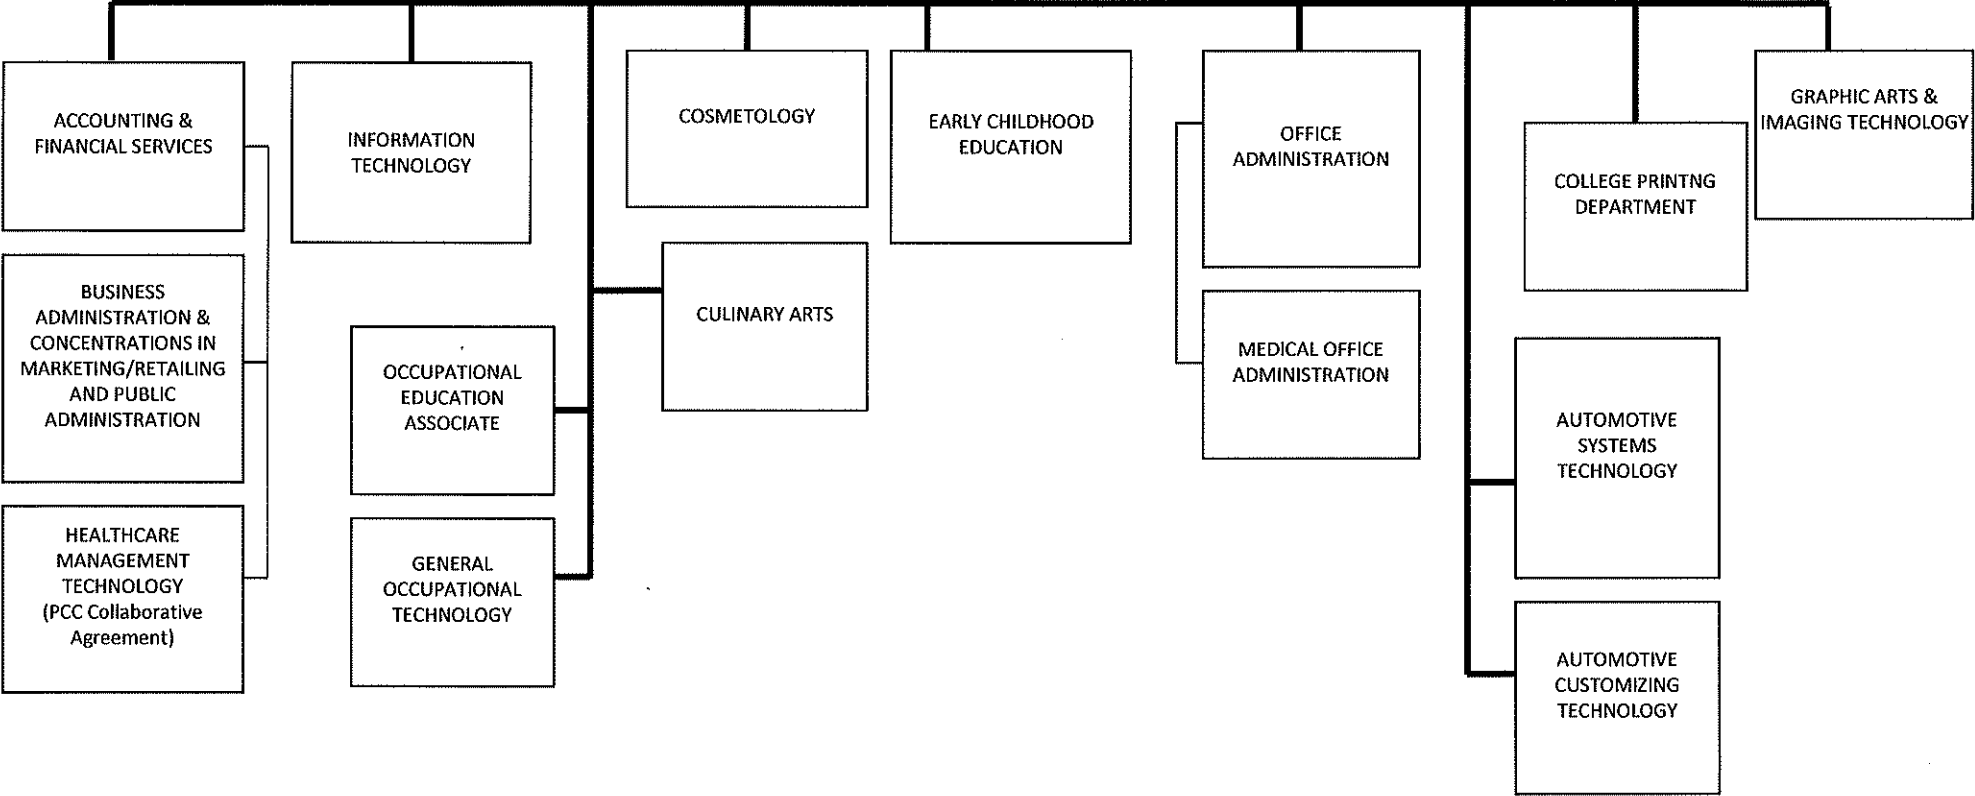 ACCOUNTING &
FINANCIAL SERVICES
BUSINESS
ADMINISTRATION &
CONCENTRATIONS IN
MARKETING/RETAILING
AND PUBLIC
ADMINISTRATION
HEALTHCARE
MANAGEMENT
TECHNOLOGY
(PCC Collaborative
Agreement)
INFORMATION
TECHNOLOGY
OCCUPATIONAL
EDUCATION
ASSOCIATE
GENERAL
OCCUPATIONAL
TECHNOLOGY
COSMETOLOGY
CULINARY ARTS
EARLY CHILDHOOD
EDUCATION
OFFICE
ADMINISTRATION
MEDICAL OFFICE
ADMINISTRATION
COLLEGE PRINTNG
DEPARTMENT
AUTOMOTIVE
SYSTEMS
TECHNOLOGY
AUTOMOTIVE
CUSTOMIZING
TECHNOLOGY
GRAPHIC ARTS &
IMAGING TECHNOLOGY